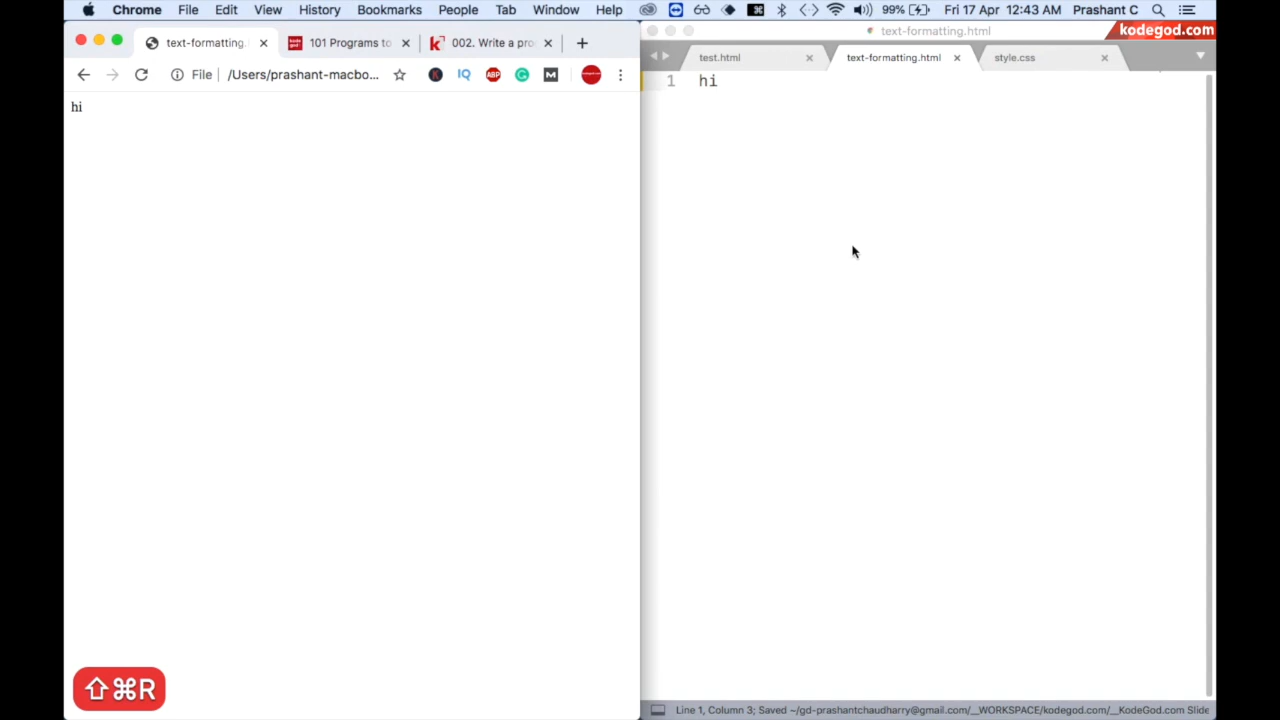 Chrome File Edit View History Bookmarks People Tab Window Help 99% Fri 17 Apr 12:43 AM Prashant C
text-formatting. 101 Programs to 002. Write a pro
File /Users/prashant-macbo... IQ ABP M
hi
⇧⌘R
text-formatting.html kodegod.com
test.html text-formatting.html style.css
1 hi
Line 1, Column 3; Saved ~/gd-prashantchaudharry@gmail.com/__WORKSPACE/kodegod.com/__KodeGod.com Slide